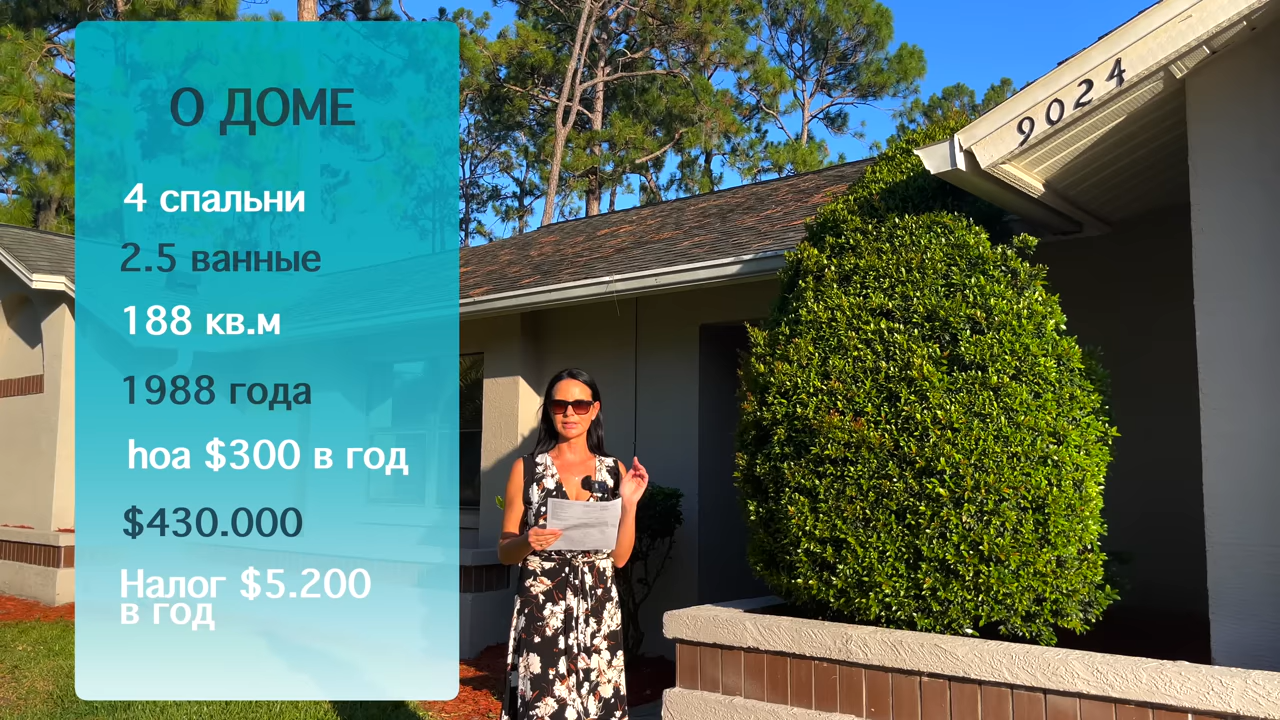 О ДОМЕ
4 спальни
2.5 ванные
188 кв.м
1988 года
hoa $300 в год
$430.000
Налог $5.200
в год
9024